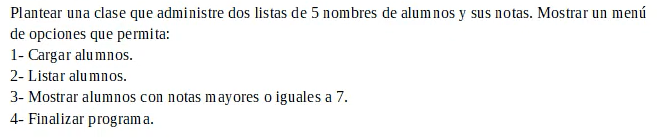 Plantear una clase que administre dos listas de 5 nombres de alumnos y sus notas. Mostrar un menú
de opciones que permita:
1- Cargar alumnos.
2- Listar alumnos.
3- Mostrar alumnos con notas mayores o iguales a 7.
4- Finalizar programa.